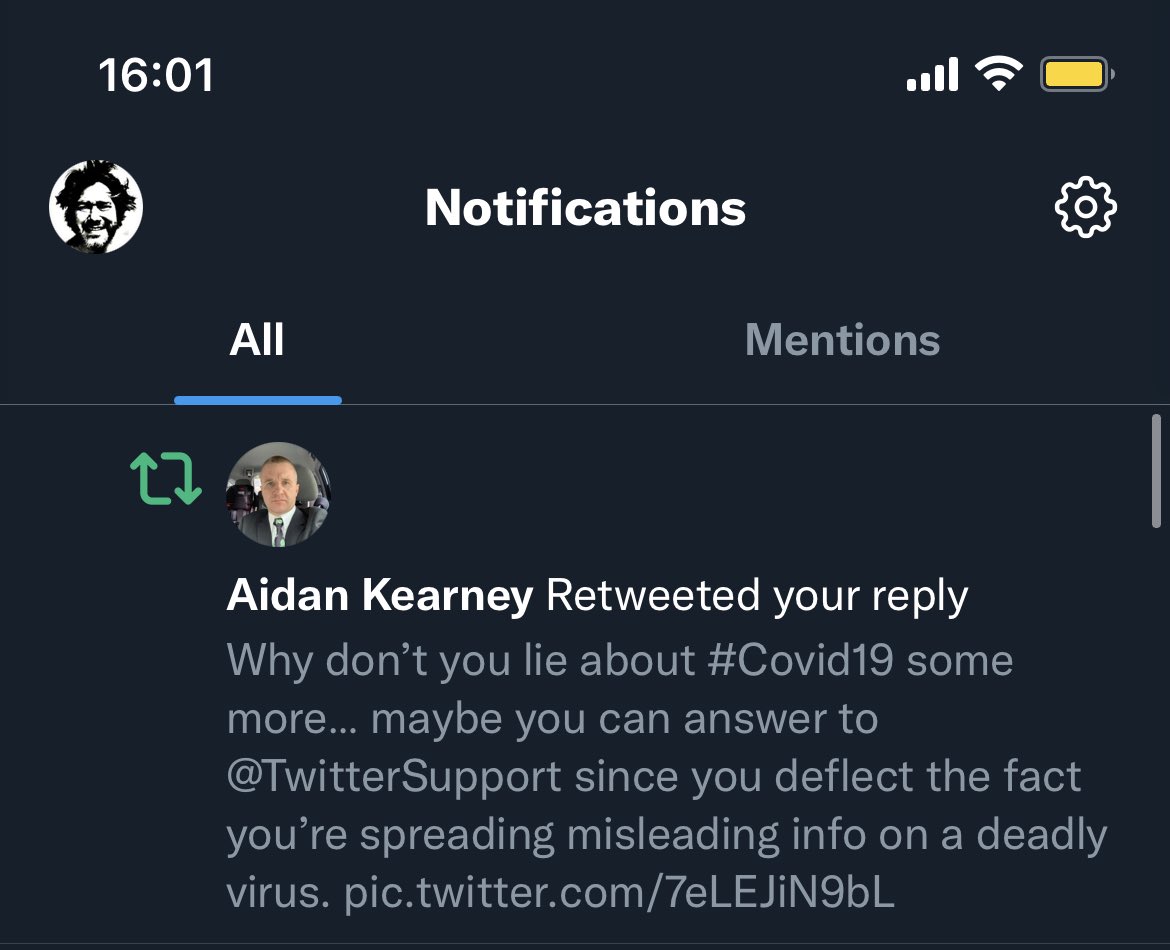 16:01
Notifications
All
Mentions
Aidan Kearney Retweeted your reply
Why don’t you lie about #Covid19 some
more... maybe you can answer to
@TwitterSupport since you deflect the fact
you’re spreading misleading info on a deadly
virus. pic.twitter.com/7eLEJiN9bL